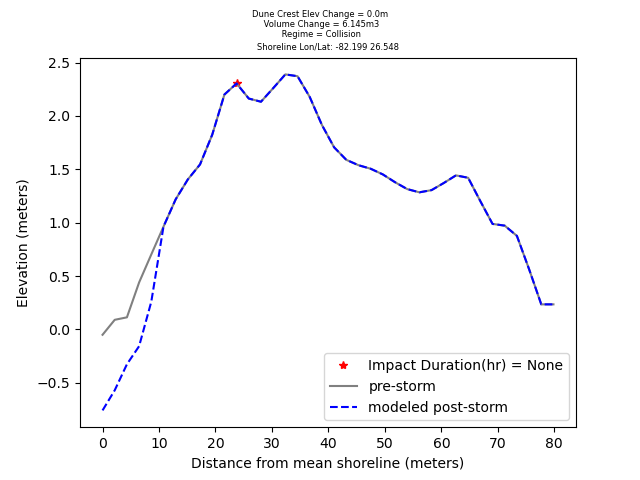 Dune Crest Elev Change = 0.0m
Volume Change = 6.145m3
Regime = Collision
Shoreline Lon/Lat: -82.199 26.548
2.5
2.0
1.5
1.0
0.5
0.0
−0.5
Elevation (meters)
Impact Duration(hr) = None
pre-storm
modeled post-storm
0 10 20 30 40 50 60 70 80
Distance from mean shoreline (meters)